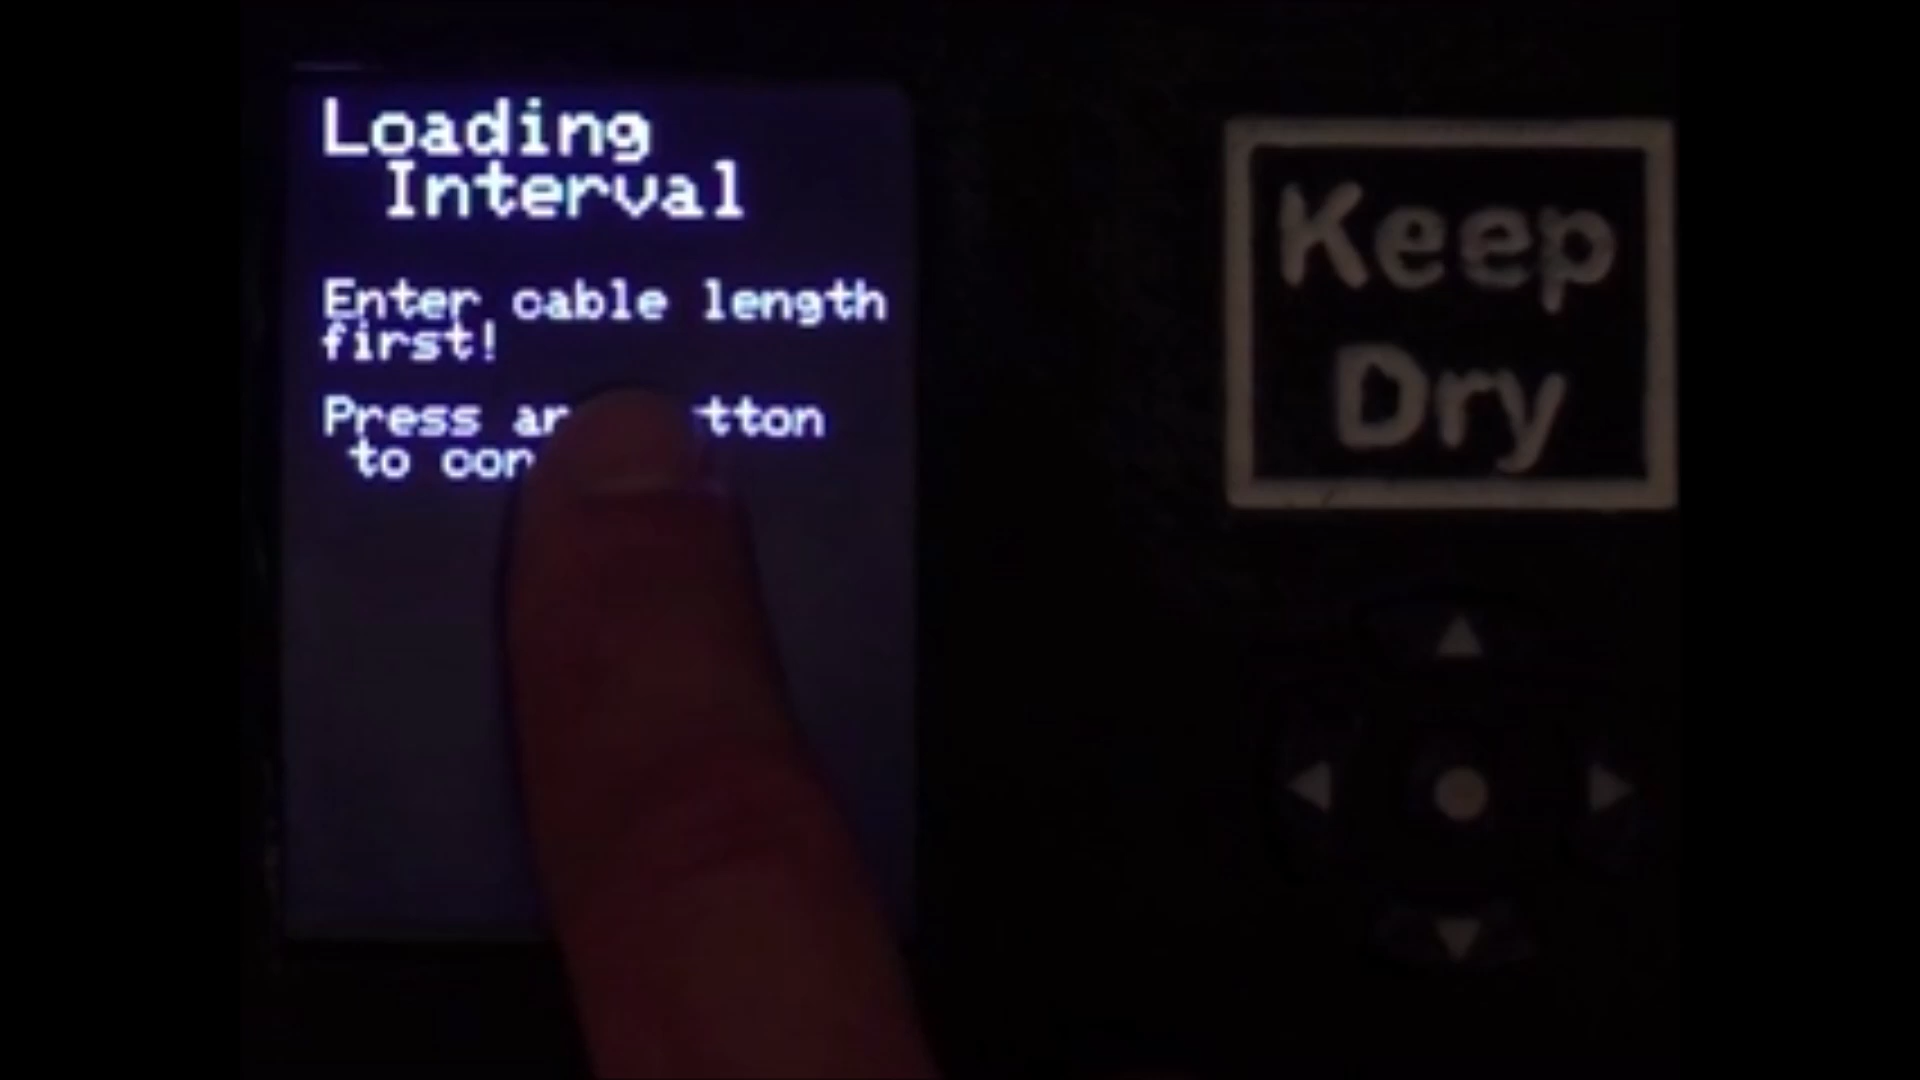 Loading
Interval
Enter cable length
first!
Press
to
Keep
Dry